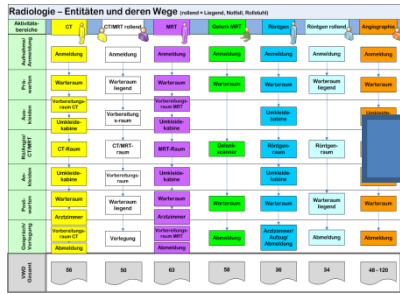 Radiologie – Entitäten und deren Wege (rollend = Liegend, Notfall, Rollstuhl)
Aktivitäts-
bereiche
CT
CT/MRT rollend
MRT
Gelenk MRT
Röntgen
Röntgen rollend
Angiographie
Aufnahme/
Anmeldung
Anmeldung
Anmeldung
Anmeldung
Anmeldung
Anmeldung
Anmeldung
Anmeldung
Prä-
warten
Warteraum
Warteraum
liegend
Warteraum
Warteraum
Warteraum
Warteraum
liegend
Warteraum
Aus-
kleiden
Vorbereitungs-
raum CT
Umkleide-
kabine
Vorbereitung
s-raum
Vorbereitungs-
raum MRT
Umkleide-
kabine
Umkleide-
kabine
Umkleide-
CT/MRT
CT-Raum
CT/MRT-
raum
MRT-Raum
Gelenk-
scanner
Röntgen-
raum
Röntgen-
raum
An-
kleiden
Umkleide-
kabine
Vorbereitungs-
raum
Umkleide-
kabine
Umkleide-
kabine
Post-
warten
Warteraum
Arztzimmer
Warteraum
liegend
Warteraum
Arztzimmer
Warteraum
Warteraum
Warteraum
liegend
Warteraum
Gespräch/
Verlegung
Vorbereitungs-
raum CT
Abmeldung
Verlegung
Vorbereitungs-
raum MRT
Abmeldung
Abmeldung
Arztzimmer/
Aufzug/
Abmeldung
Abmeldung
Abmeldung
VWD
Gesamt
56
50
63
58
36
34
48 - 120